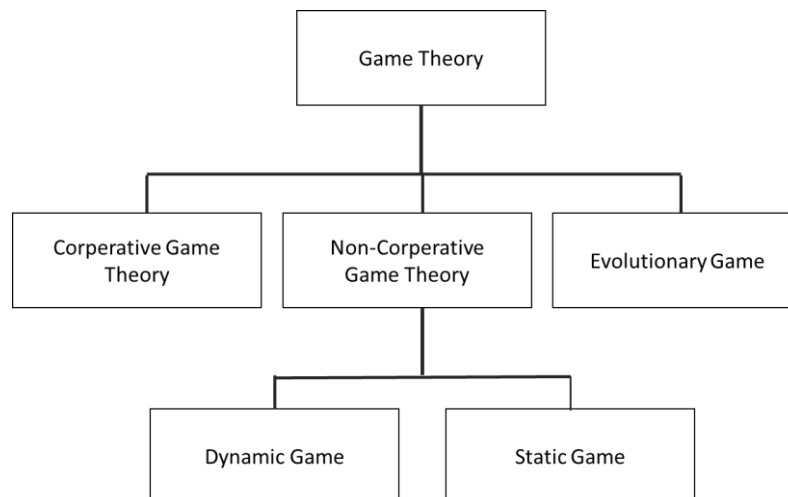 Game Theory
Corperative Game
Theory
Non-Corperative
Game Theory
Evolutionary Game
Dynamic Game
Static Game